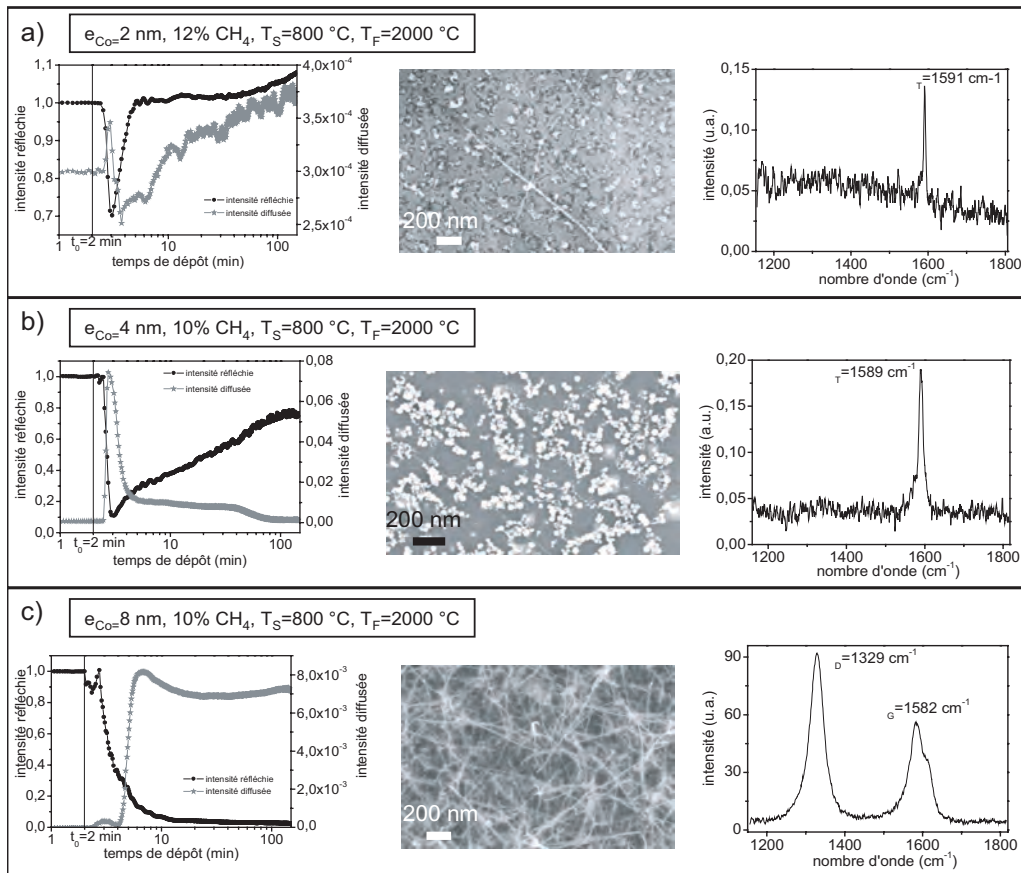 a)
e_Co=2 nm, 12% CH₄, T_S=800 °C, T_F=2000 °C
1,1
1,0
0,9
0,8
0,7
intensité réfléchie
4,0x10⁻⁴
3,5x10⁻⁴
3,0x10⁻⁴
2,5x10⁻⁴
intensité diffusée
intensité réfléchie
intensité diffusée
1 t₀=2 min 10 100
temps de dépôt (min)
200 nm
0,15
0,10
0,05
0,00
intensité (u.a.)
T=1591 cm-1
1200 1400 1600 1800
nombre d'onde (cm⁻¹)
b)
e_Co=4 nm, 10% CH₄, T_S=800 °C, T_F=2000 °C
1,0
0,8
0,6
0,4
0,2
0,0
intensité réfléchie
0,08
0,06
0,04
0,02
0,00
intensité diffusée
intensité réfléchie
intensité diffusée
1 t₀=2 min 10 100
temps de dépôt (min)
200 nm
0,20
0,15
0,10
0,05
0,00
intensité (a.u.)
T=1589 cm⁻¹
1200 1400 1600 1800
nombre d'onde (cm⁻¹)
c)
e_Co=8 nm, 10% CH₄, T_S=800 °C, T_F=2000 °C
1,0
0,8
0,6
0,4
0,2
0,0
intensité réfléchie
8,0x10⁻³
6,0x10⁻³
4,0x10⁻³
2,0x10⁻³
0,0
intensité diffusée
intensité réfléchie
intensité diffusée
1 t₀=2 min 10 100
temps de dépôt (min)
200 nm
90
60
30
0
intensité (u.a.)
D=1329 cm⁻¹
G=1582 cm⁻¹
1200 1400 1600 1800
nombre d'onde (cm⁻¹)